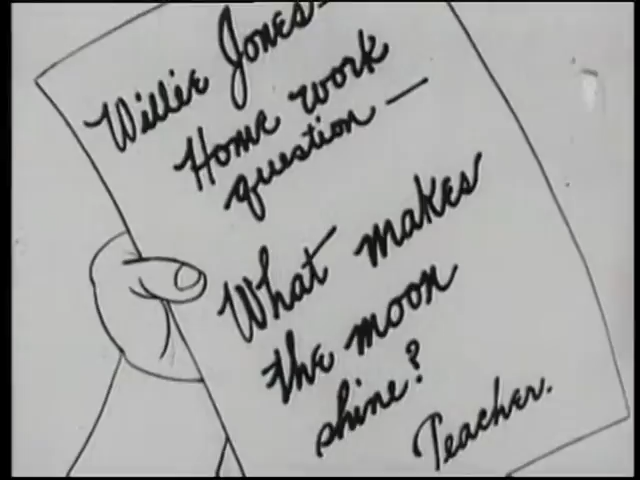 Willie Jones-
Home work
question —
What makes
the moon
shine?
Teacher.